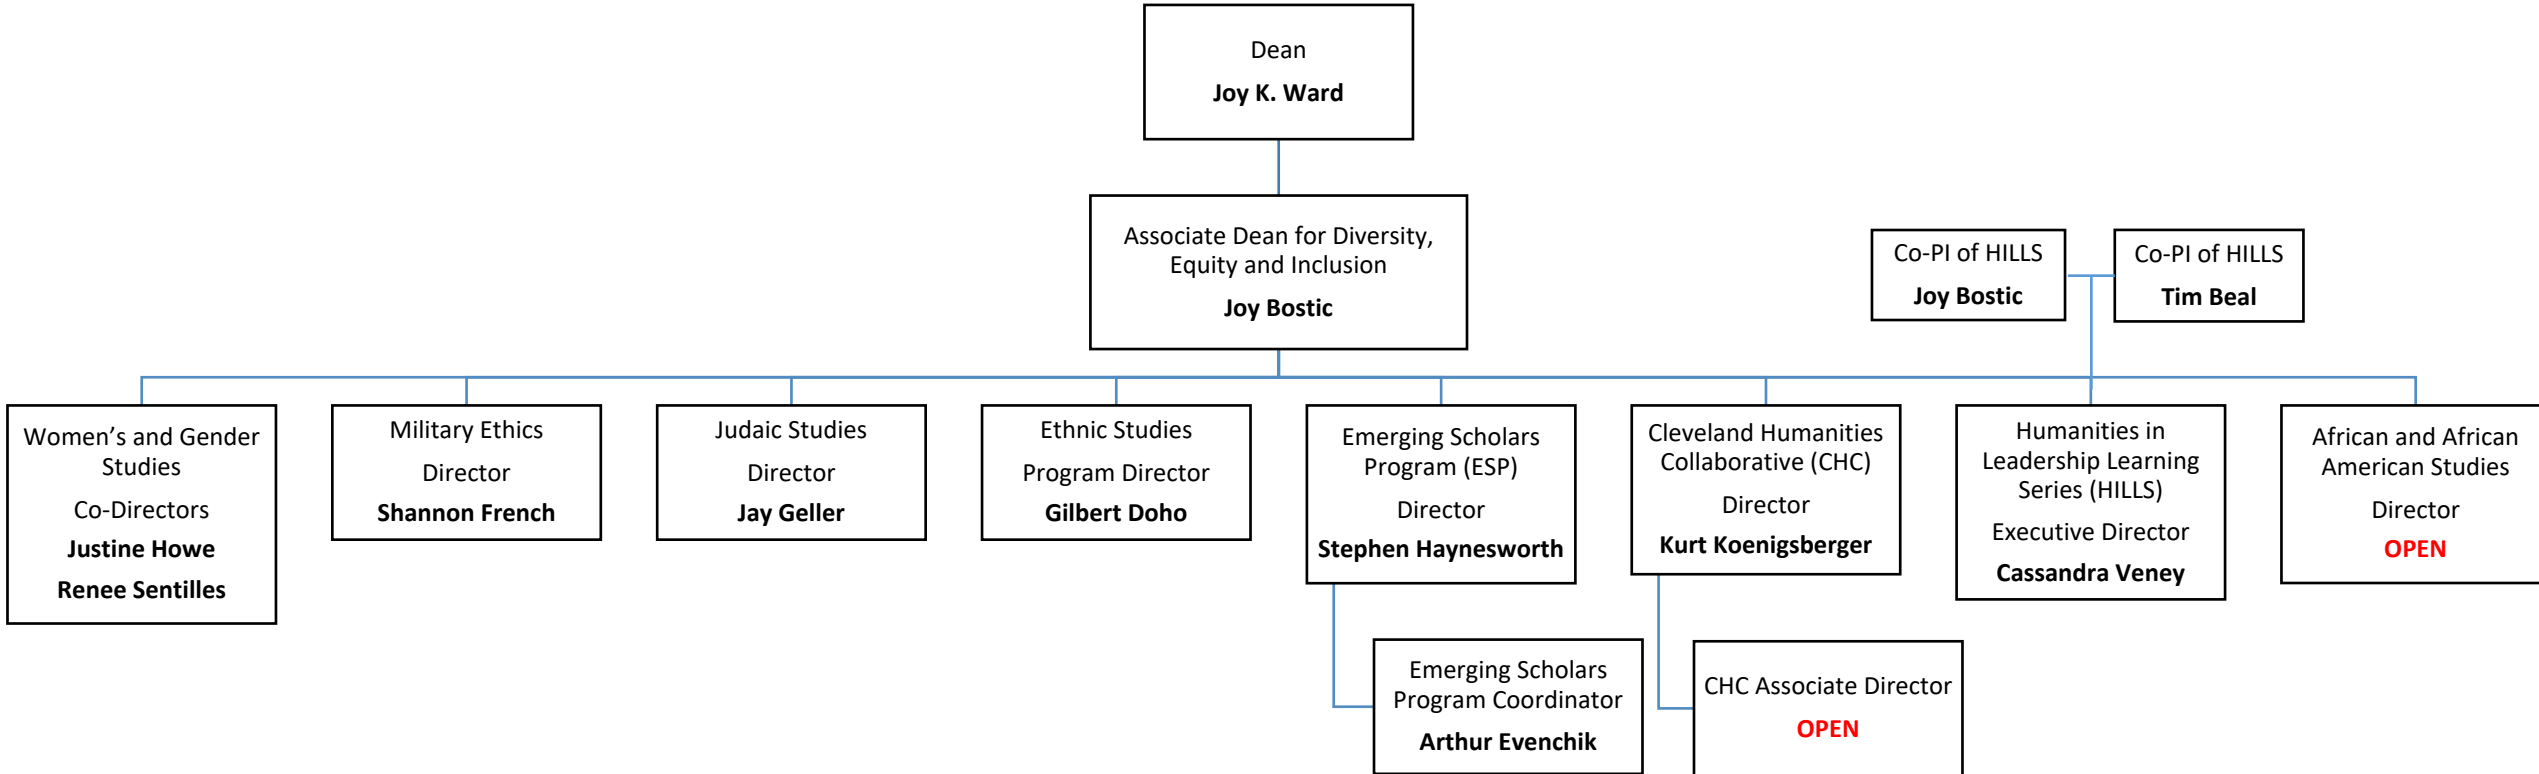 Dean
Joy K. Ward
Associate Dean for Diversity,
Equity and Inclusion
Joy Bostic
Co-PI of HILLS
Joy Bostic
Co-PI of HILLS
Tim Beal
Women’s and Gender
Studies
Co-Directors
Justine Howe
Renee Sentilles
Military Ethics
Director
Shannon French
Judaic Studies
Director
Jay Geller
Ethnic Studies
Program Director
Gilbert Doho
Emerging Scholars
Program (ESP)
Director
Stephen Haynesworth
Cleveland Humanities
Collaborative (CHC)
Director
Kurt Koenigsberger
Humanities in
Leadership Learning
Series (HILLS)
Executive Director
Cassandra Veney
African and African
American Studies
Director
OPEN
Emerging Scholars
Program Coordinator
Arthur Evenchik
CHC Associate Director
OPEN